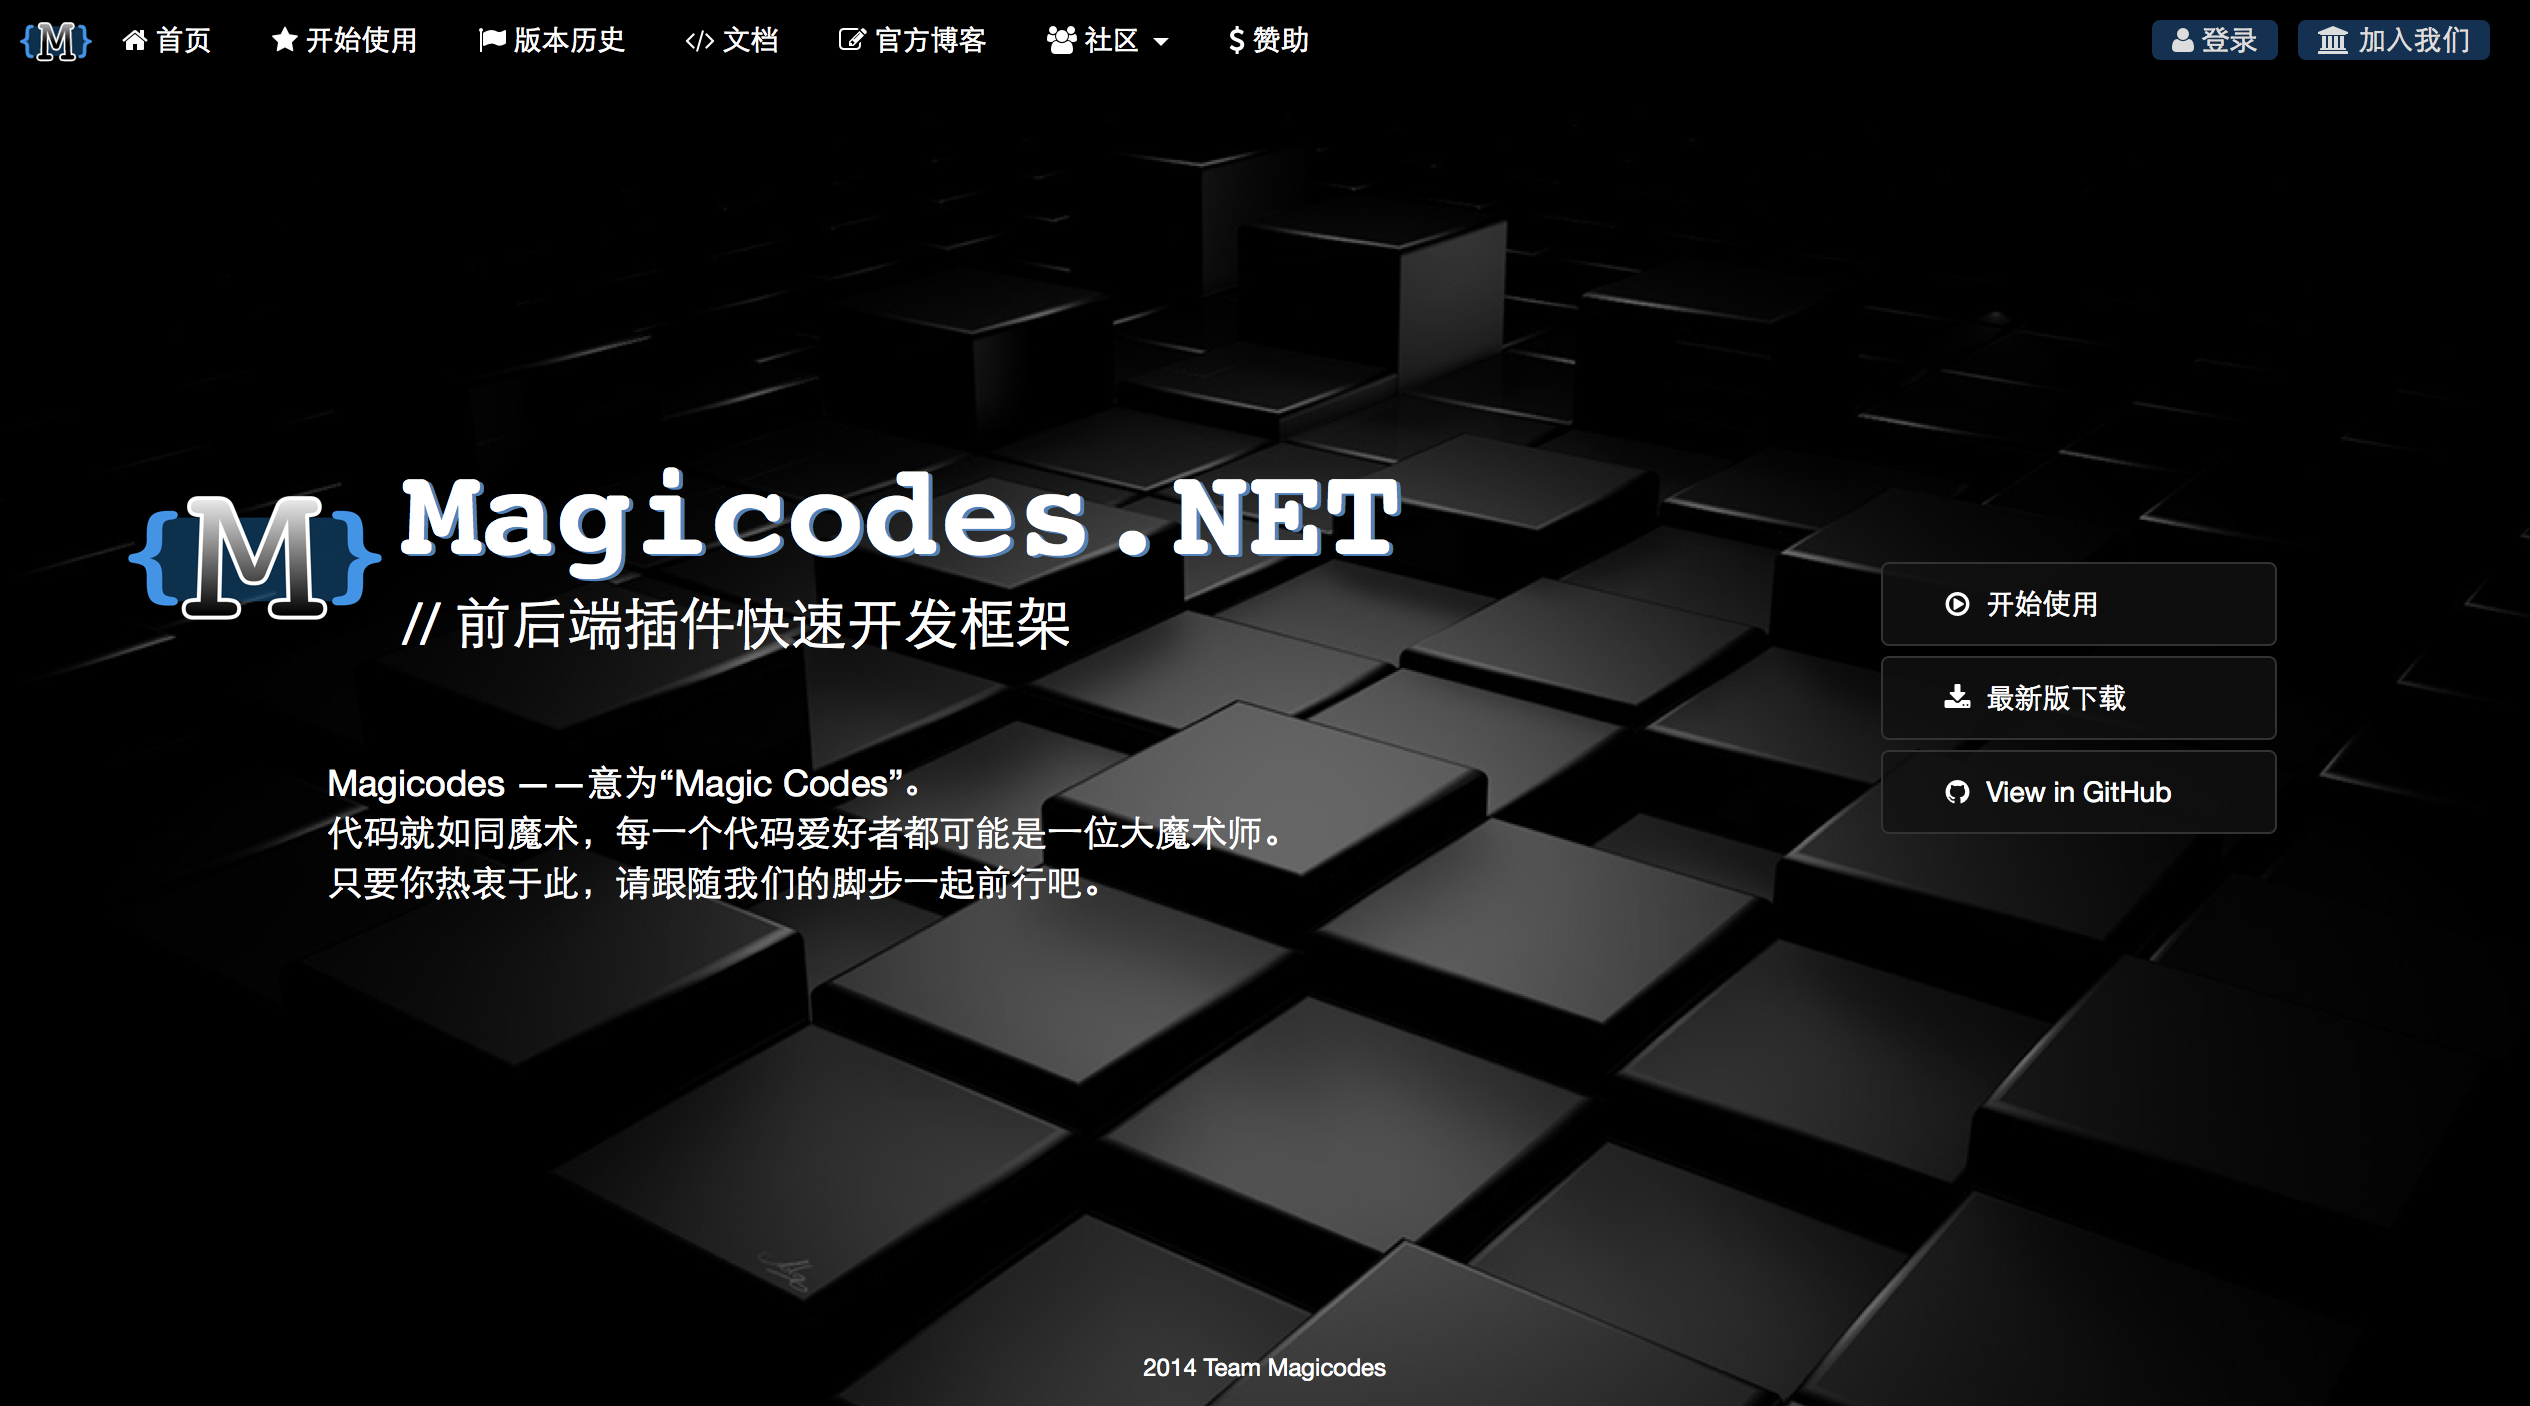 {M} 首页 开始使用 版本历史 </> 文档 官方博客 社区 $ 赞助 登录 加入我们
{M} Magicodes.NET
// 前后端插件快速开发框架
开始使用
最新版下载
View in GitHub
Magicodes ——意为“Magic Codes”。
代码就如同魔术，每一个代码爱好者都可能是一位大魔术师。
只要你热衷于此，请跟随我们的脚步一起前行吧。
2014 Team Magicodes